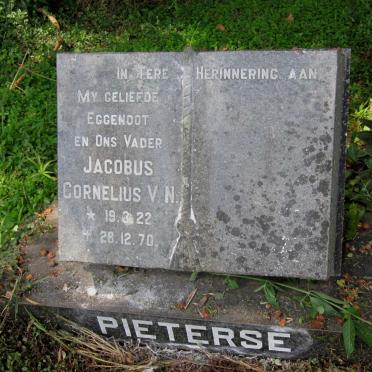 IN TERE HERINNERING AAN
MY GELIEFDE
EGGENOOT
EN ONS VADER
JACOBUS
CORNELIUS V. N.
* 19.3.22
28.12.70
PIETERSE